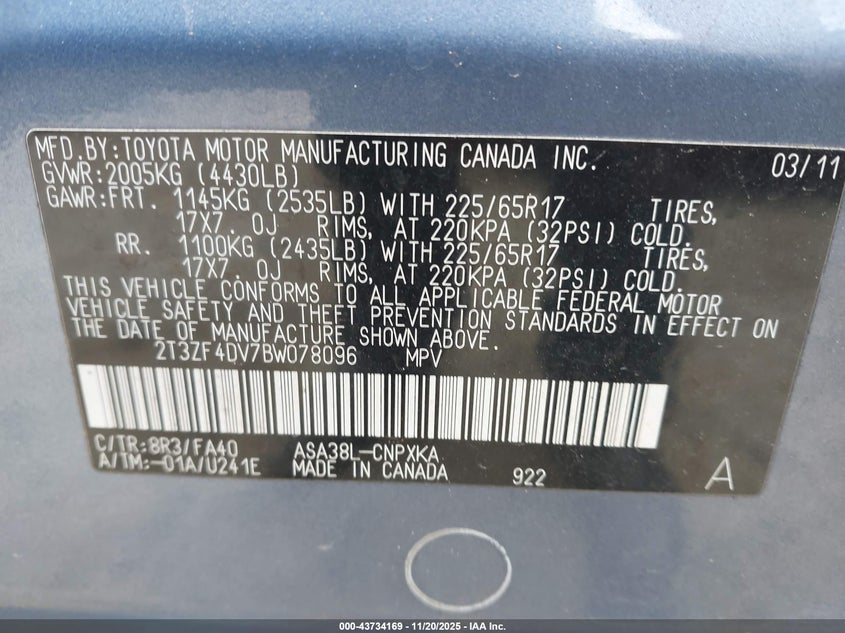 MFD.BY:TOYOTA MOTOR MANUFACTURING CANADA INC. 03/11
GVWR:2005KG (4430LB)
GAWR:FRT. 1145KG (2535LB) WITH 225/65R17 TIRES,
17X7.0J RIMS, AT 220KPA (32PSI) COLD.
RR. 1100KG (2435LB) WITH 225/65R17 TIRES,
17X7.0J RIMS, AT 220KPA (32PSI) COLD.
THIS VEHICLE CONFORMS TO ALL APPLICABLE FEDERAL MOTOR
VEHICLE SAFETY AND THEFT PREVENTION STANDARDS IN EFFECT ON
THE DATE OF MANUFACTURE SHOWN ABOVE.
2T3ZF4DV7BW078096 MPV
C/TR:8R3/FA40 ASA38L-CNPXKA
A/TM:-01A/U241E MADE IN CANADA 922 A
000-43734169 - 11/20/2025 - IAA Inc.